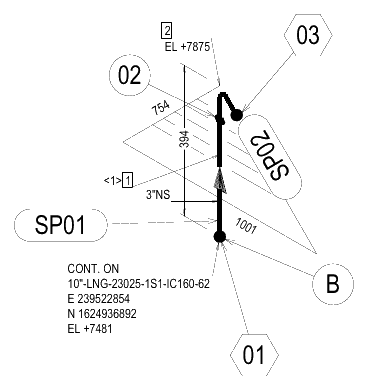 2
EL +7875
03
02
754
394
SP02
<1> 1
3"NS
SP01
1001
CONT. ON
10"-LNG-23025-1S1-IC160-62
E 239522854
N 1624936892
EL +7481
B
01